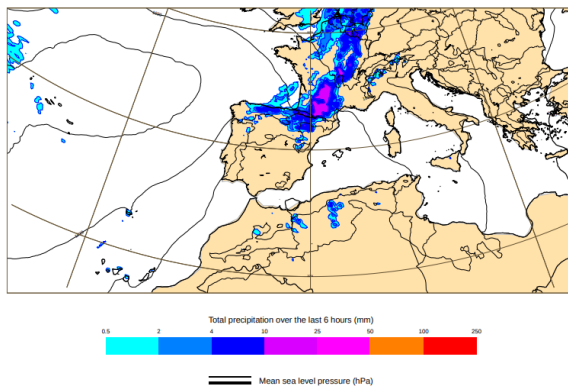 Total precipitation over the last 6 hours (mm)
0.5 2 4 10 25 50 100 250
Mean sea level pressure (hPa)